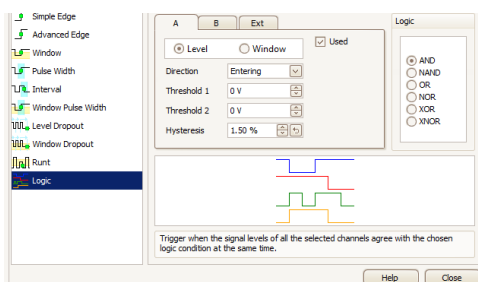 Simple Edge
Advanced Edge
Window
Pulse Width
Interval
Window Pulse Width
Level Dropout
Window Dropout
Runt
Logic
A B Ext
Level Window Used
Direction Entering
Threshold 1 0 V
Threshold 2 0 V
Hysteresis 1.50 %
Logic
AND
NAND
OR
NOR
XOR
XNOR
Trigger when the signal levels of all the selected channels agree with the chosen
logic condition at the same time.
Help Close